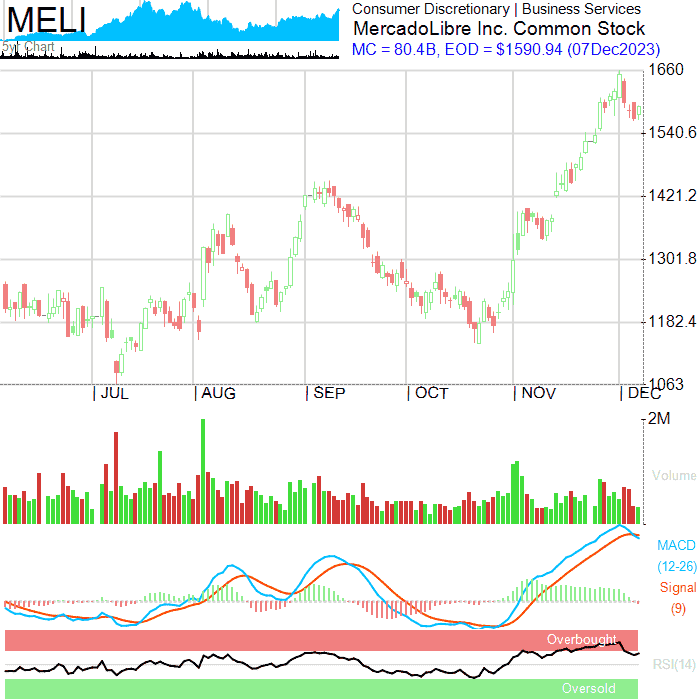 MELI
5yr Chart
Consumer Discretionary | Business Services
MercadoLibre Inc. Common Stock
MC = 80.4B, EOD = $1590.94 (07Dec2023)
1660
1540.6
1421.2
1301.8
1182.4
1063
| JUL | AUG | SEP | OCT | NOV | DEC
2M
Volume
MACD
(12-26)
Signal
(9)
Overbought
RSI(14)
Oversold